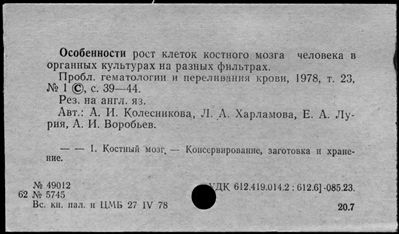 Особенности рост клеток костного мозга человека в
органных культурах на разных фильтрах.
Пробл. гематологии и переливания крови, 1978, т. 23,
№ 1 ©, с. 39—44.
Рез. на англ. яз.
Авт.: А. И. Колесникова, Л. А. Харламова, Е. А. Лу-
рия, А. И. Воробьев.
— — 1. Костный мозг. — Консервирование, заготовка и хране-
ние.
№ 49012 УДК 612.419.014.2 : 612.6]-085.23.
62 № 5745
Вс. кн. пал. и ЦМБ 27 IV 78 20.7